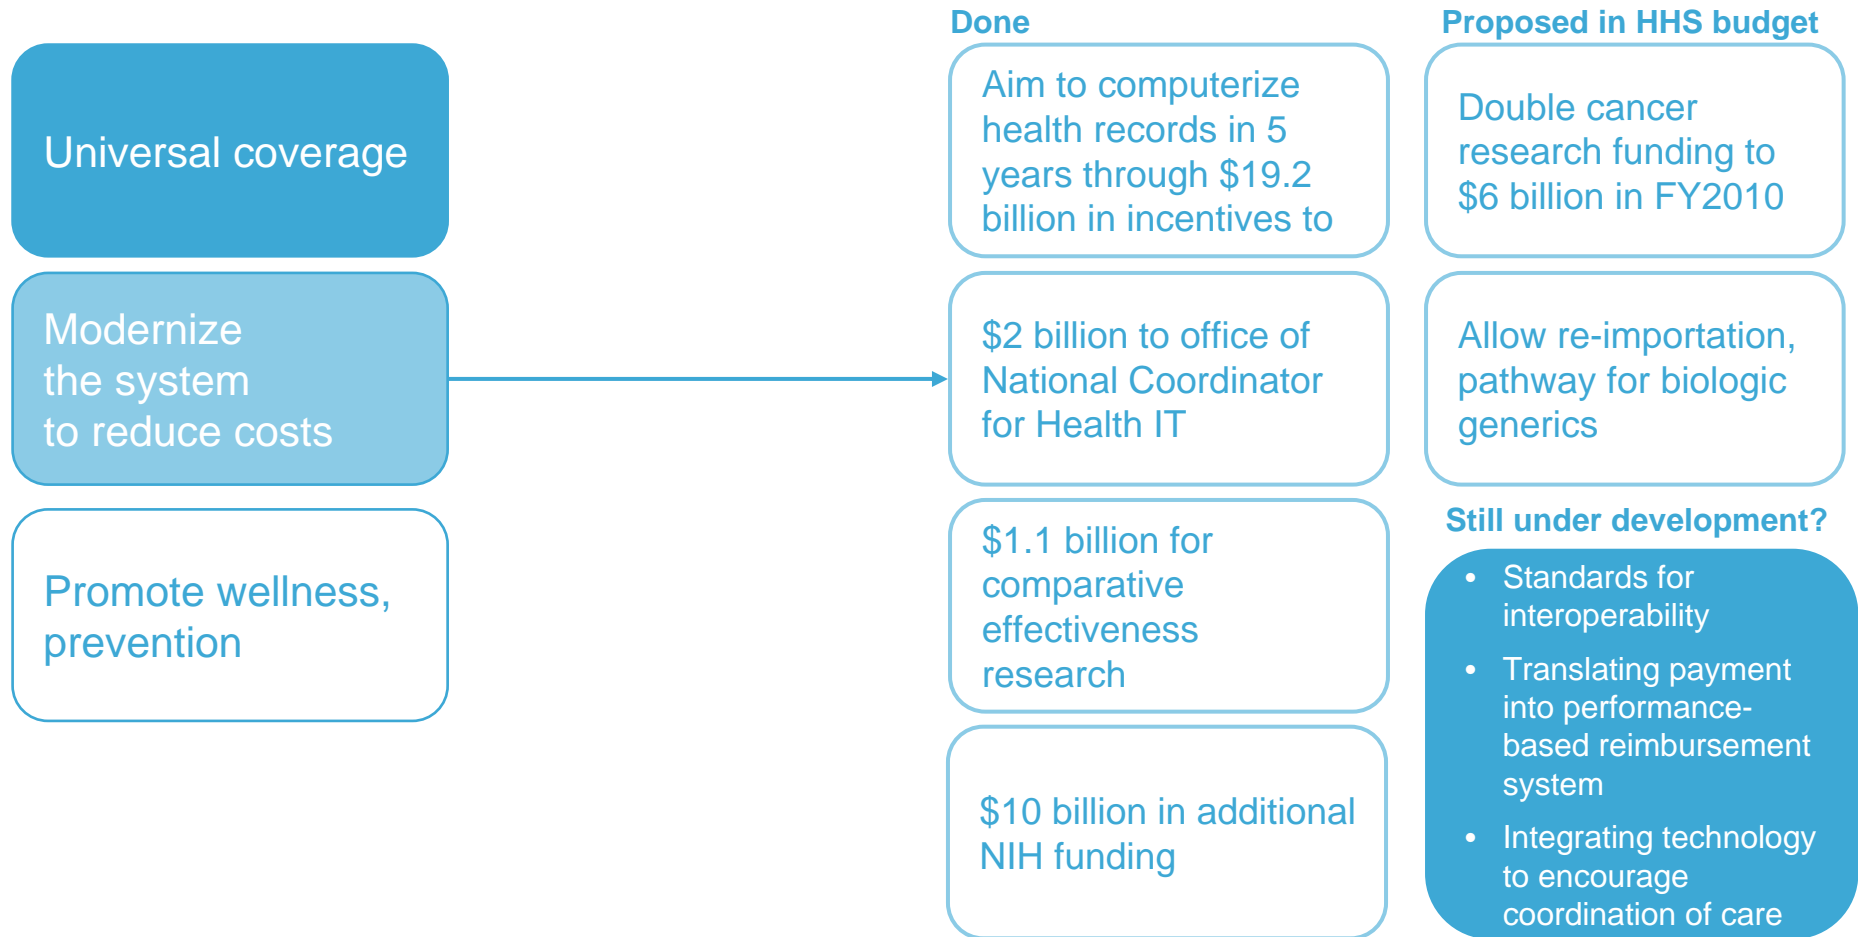 Universal coverage
Modernize
the system
to reduce costs
Promote wellness,
prevention
Done
Aim to computerize
health records in 5
years through $19.2
billion in incentives to
$2 billion to office of
National Coordinator
for Health IT
$1.1 billion for
comparative
effectiveness
research
$10 billion in additional
NIH funding
Proposed in HHS budget
Double cancer
research funding to
$6 billion in FY2010
Allow re-importation,
pathway for biologic
generics
Still under development?
• Standards for
interoperability
• Translating payment
into performance-
based reimbursement
system
• Integrating technology
to encourage
coordination of care